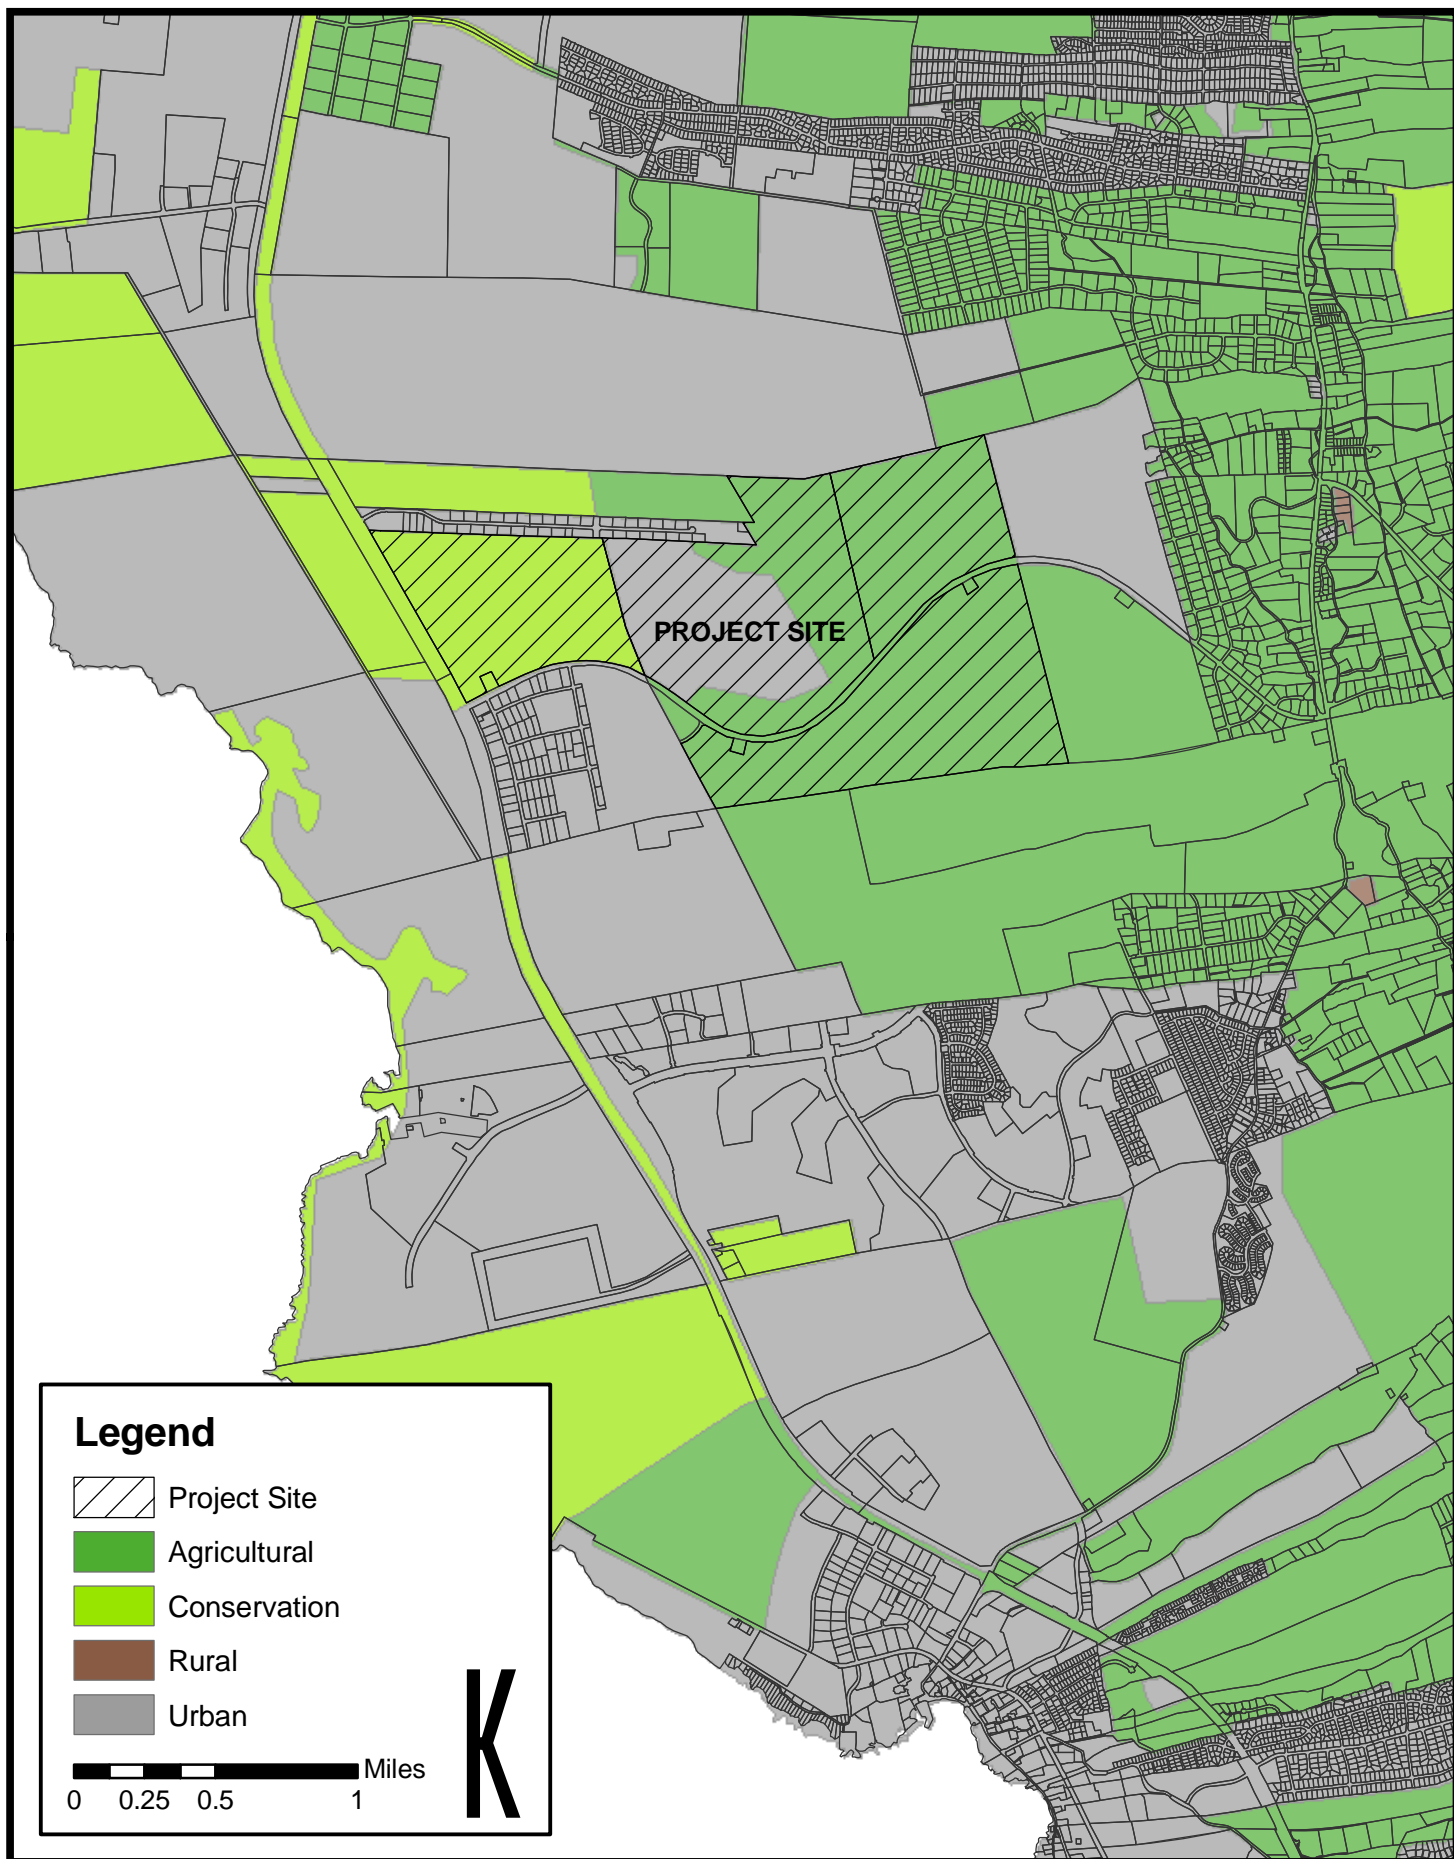 PROJECT SITE
Legend
Project Site
Agricultural
Conservation
Rural
Urban
Miles
0 0.25 0.5 1
K